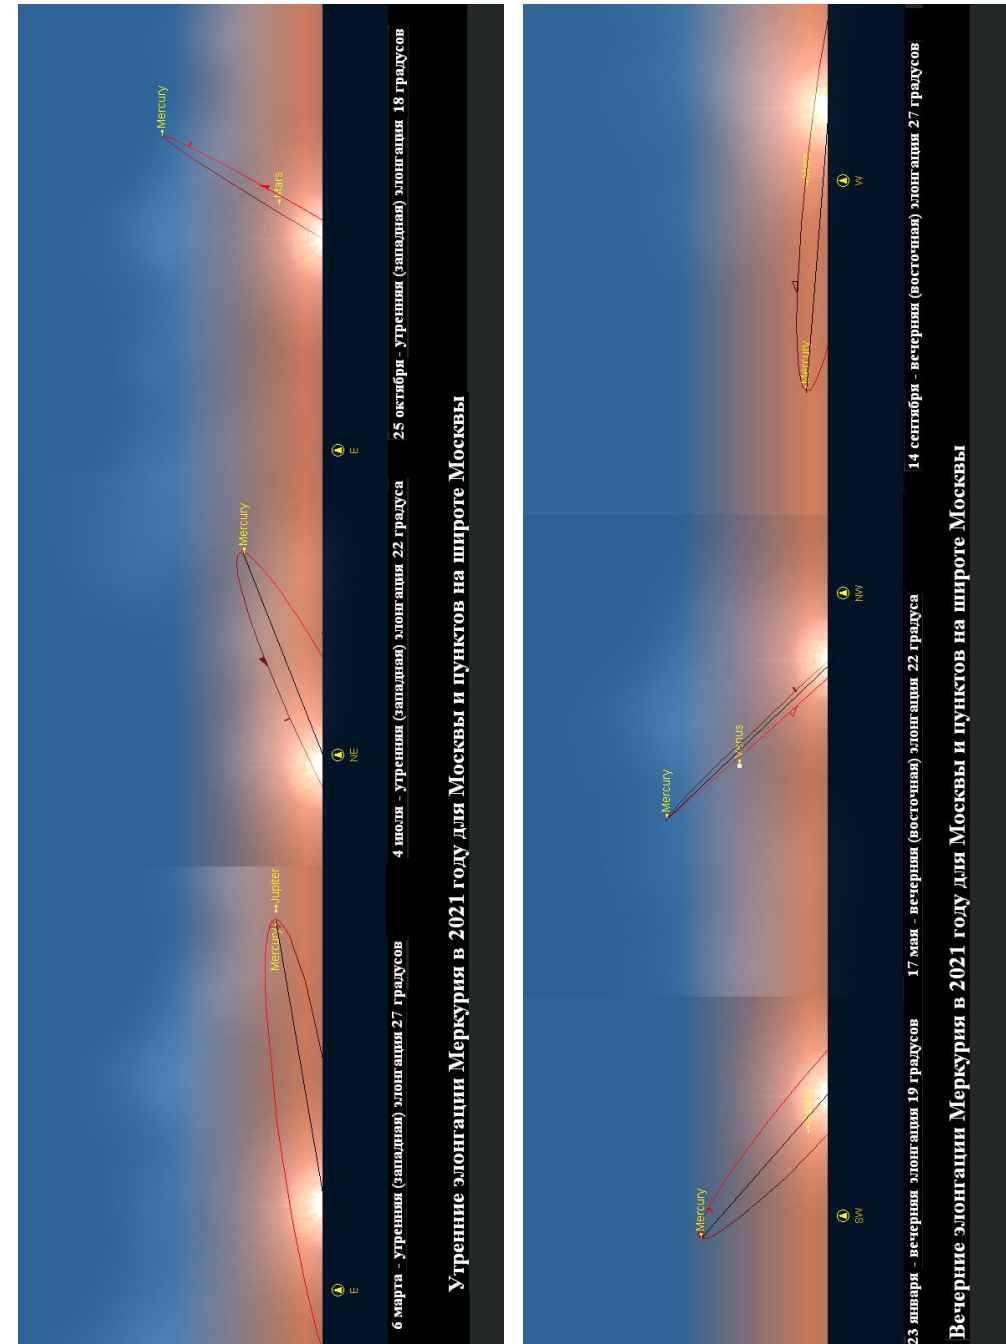 Mercury
Mars
Mercury
Mercury
Jupiter
E
NE
E
6 марта - утренняя (западная) элонгация 27 градусов
4 июля - утренняя (западная) элонгация 22 градуса
25 октября - утренняя (западная) элонгация 18 градусов
Утренние элонгации Меркурия в 2021 году для Москвы и пунктов на широте Москвы
Mercury
Mercury
Venus
Mercury
Mars
SW
NW
W
23 января - вечерняя элонгация 19 градусов
17 мая - вечерняя (восточная) элонгация 22 градуса
14 сентября - вечерняя (восточная) элонгация 27 градусов
Вечерние элонгации Меркурия в 2021 году для Москвы и пунктов на широте Москвы